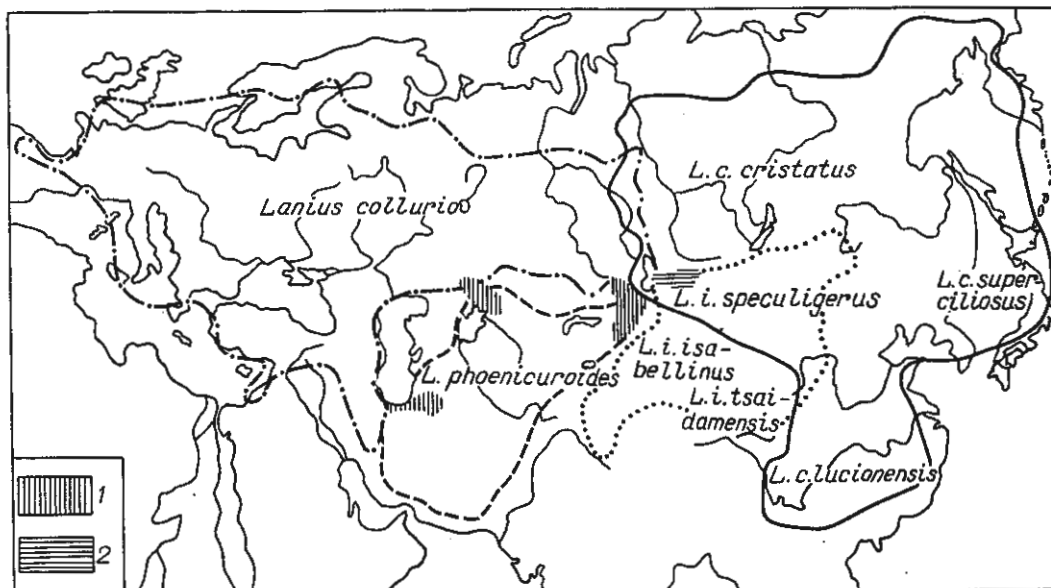 L. c. cristatus
Lanius collurio
L. c. super-
ciliosus
L. i. speculigerus
L. i. isa-
bellinus
L. phoenicuroides
L. i. tsai-
damensis
L. c. lucionensis
1
2